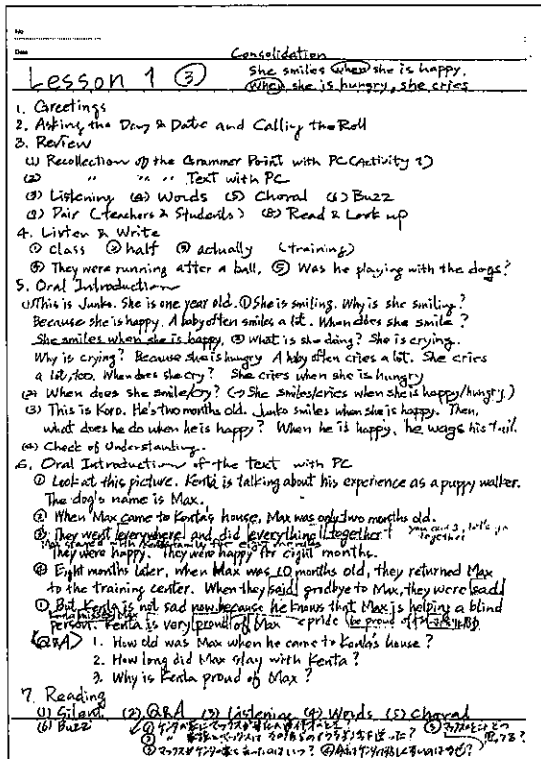 No
Date
Consolidation
Lesson 1 ③
She smiles when she is happy.
When she is hungry, she cries
1. Greetings
2. Asking the Day & Date and Calling the Roll
3. Review
(1) Recollection of the Grammer Point with PC (Activity 1)
(2) 〃 〃 〃 〃 Text with PC
(3) Listening (4) Words (5) Choral (6) Buzz
(7) Pair (Teachers & Students) (8) Read & Look up
4. Listen & Write
① class ② half ③ actually (training)
④ They were running after a ball. ⑤ Was he playing with the dogs?
5. Oral Introduction
(1) This is Junko. She is one year old. ① She is smiling. Why is she smiling?
Because she is happy. A baby often smiles a lot. When does she smile?
She smiles when she is happy. ② What is she doing? She is crying.
Why is crying? Because she is hungry A baby often cries a lot. She cries
a lot, too. When does she cry? She cries when she is hungry
(2) When does she smile/cry? (→ She smiles/cries when she is happy/hungry.)
(3) This is Koro. He's two months old. Junko smiles when she is happy. Then,
what does he do when he is happy? When he is happy, he wags his tail.
(4) Check of Understanding.
6. Oral Introduction of the text with PC
① Look at this picture. Kenta is talking about his experience as a puppy walker.
The dog's name is Max.
② When Max came to Kenta's house, Max was only two months old.
③ They went everywhere and did everything together
together
Max stayed with family for eight months
They were happy. They were happy for eight months.
④ Eight months later, when Max was 10 months old, they returned Max
to the training center. When they said goodbye to Max, they were sad
① But Kenta is not sad now because he knows that Max is helping a blind
person. Kenta is very proud of Max pride be proud of
<Q&A> 1. How old was Max when he came to Kenta's house?
2. How long did Max stay with Kenta?
3. Why is Kenta proud of Max?
7. Reading
(1) Silent (2) Q&A (3) Listening (4) Words (5) Choral
(6) Buzz